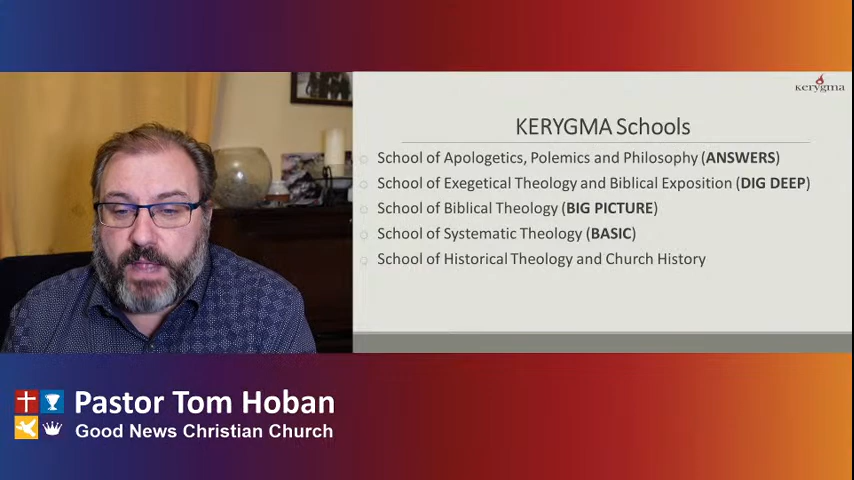 kerygma
KERYGMA Schools
School of Apologetics, Polemics and Philosophy (ANSWERS)
School of Exegetical Theology and Biblical Exposition (DIG DEEP)
School of Biblical Theology (BIG PICTURE)
School of Systematic Theology (BASIC)
School of Historical Theology and Church History
Pastor Tom Hoban
Good News Christian Church